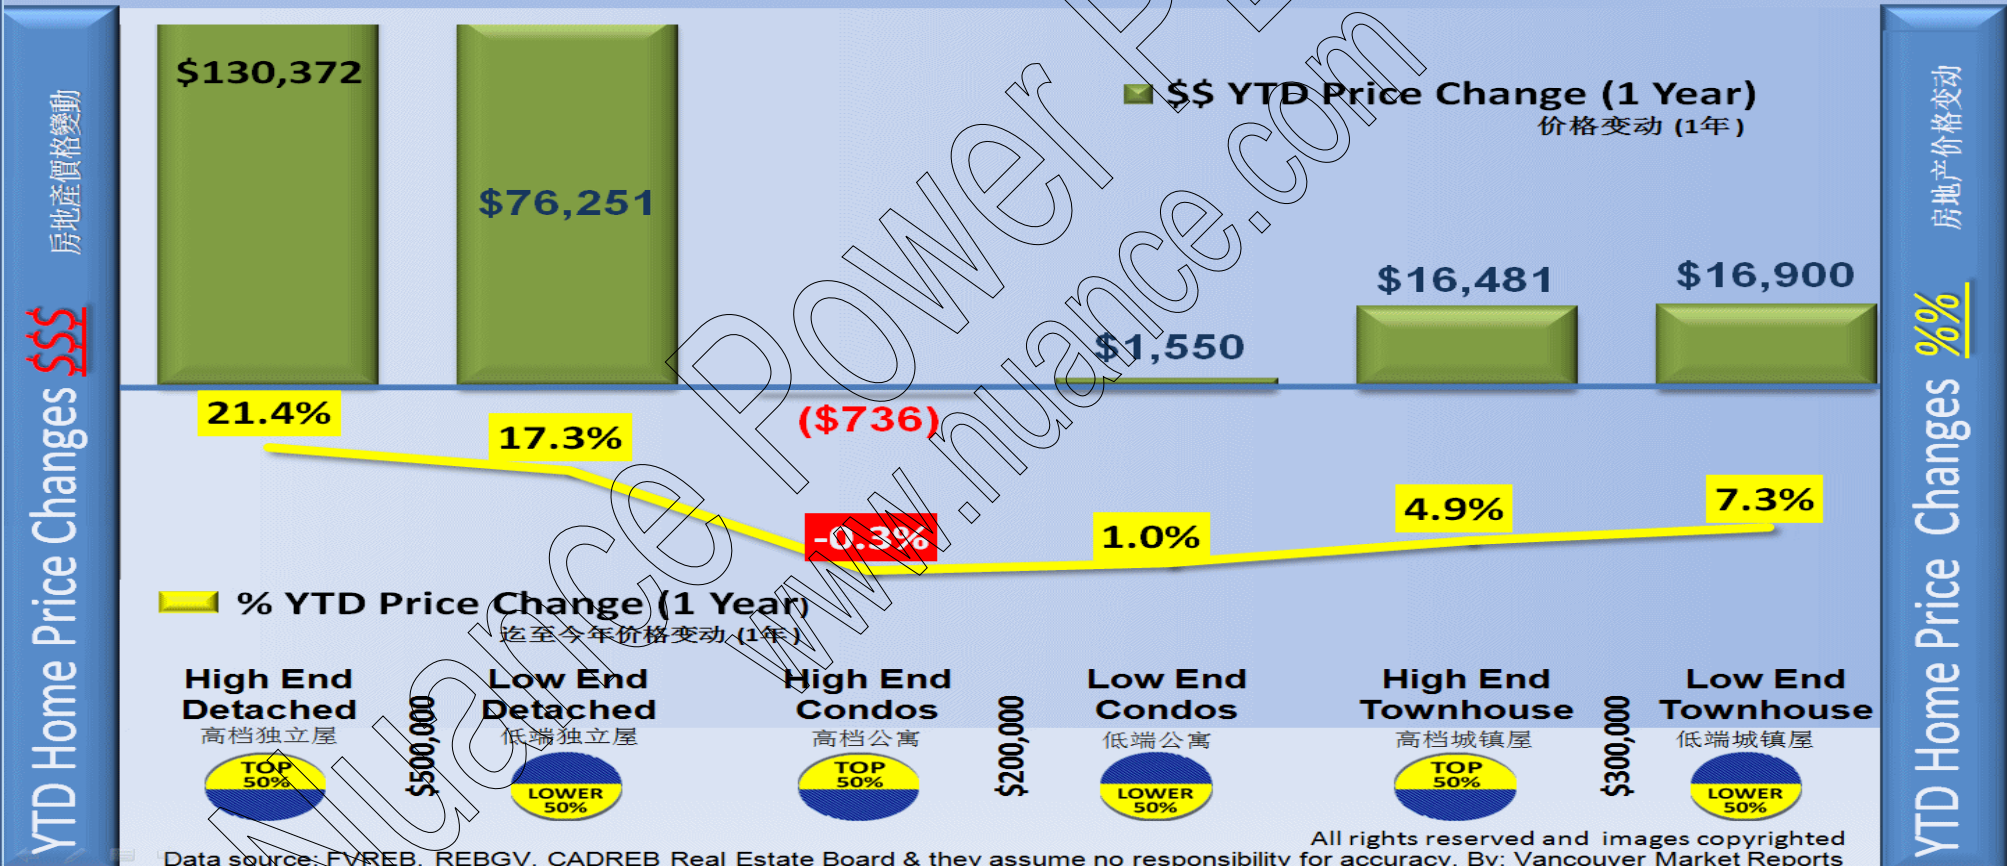 $130,372
$76,251
$$ YTD Price Change (1 Year)
价格变动 (1年)
$1,550
$16,481
$16,900
房地產價格變動
YTD Home Price Changes $$$
房地产价格变动
YTD Home Price Changes %%
21.4%
17.3%
($736)
-0.3%
1.0%
4.9%
7.3%
% YTD Price Change (1 Year)
迄至今年价格变动 (1年)
High End
Detached
高档独立屋
TOP
50%
$500,000
Low End
Detached
低端独立屋
LOWER
50%
High End
Condos
高档公寓
TOP
50%
$200,000
Low End
Condos
低端公寓
LOWER
50%
High End
Townhouse
高档城镇屋
TOP
50%
$300,000
Low End
Townhouse
低端城镇屋
LOWER
50%
Nuance Power
www.nuance.com
All rights reserved and images copyrighted
Data source: FVREB, REBGV, CADREB Real Estate Board & they assume no responsibility for accuracy. By: Vancouver Market Reports